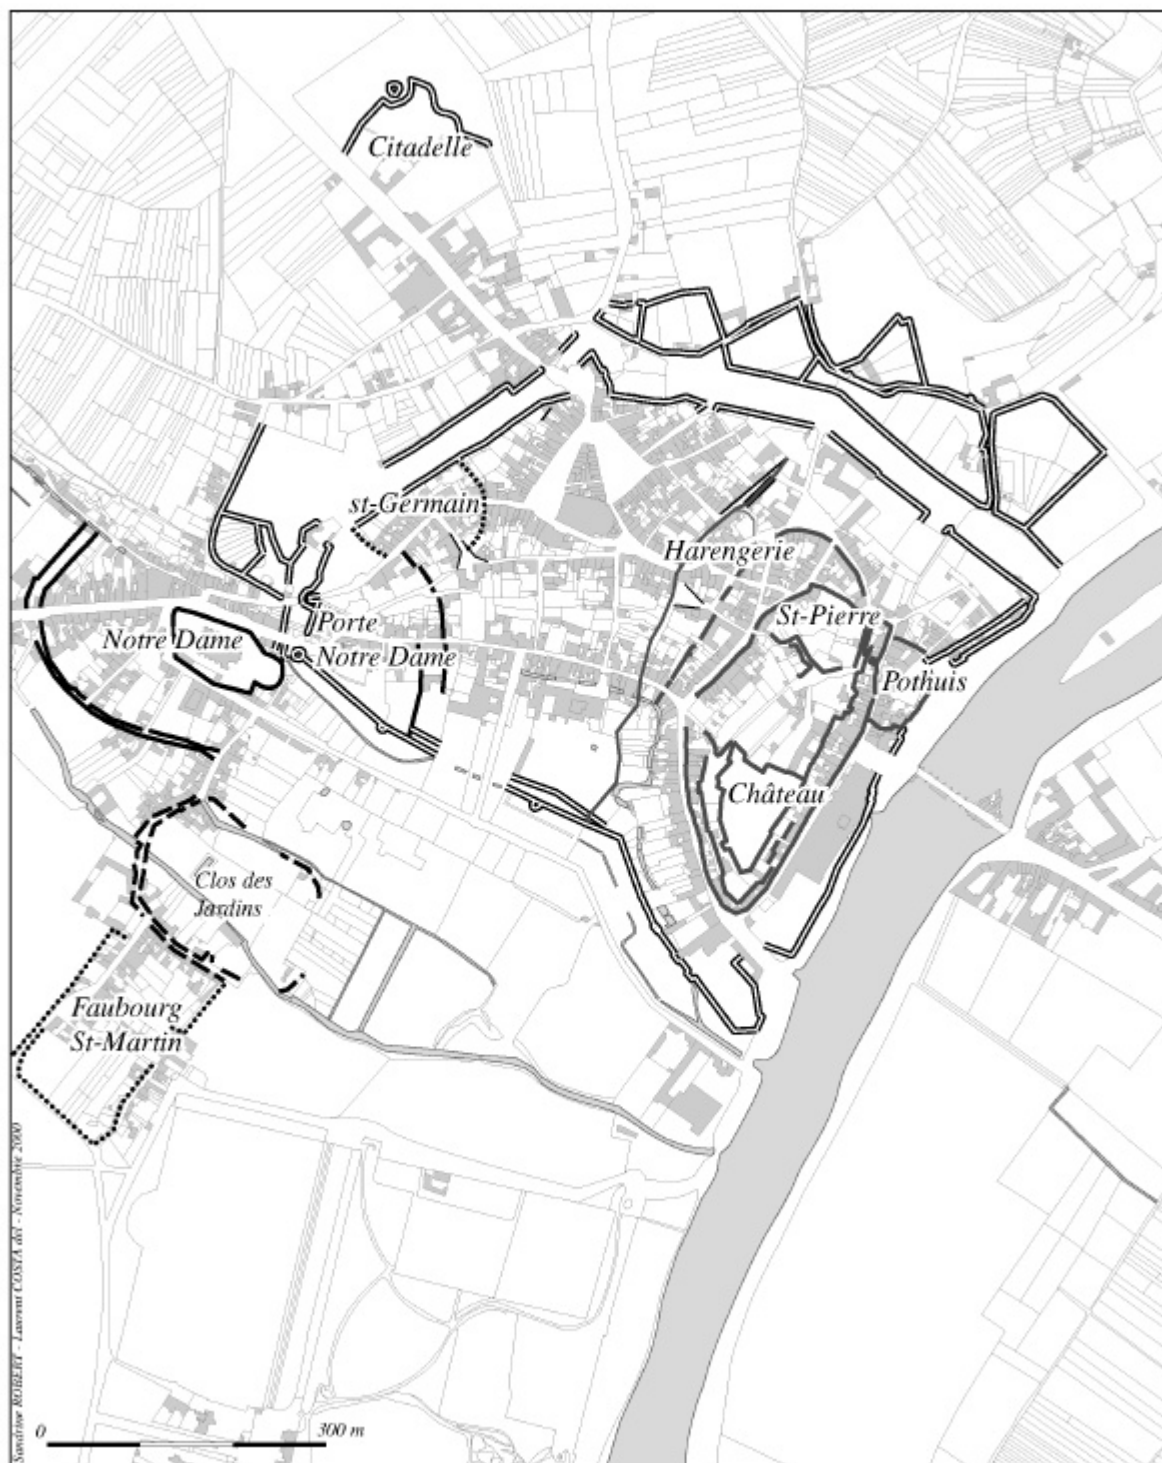 Citadelle
st-Germain
Harengerie
St-Pierre
Porte
Notre Dame
Notre Dame
Pothuis
Château
Clos des
Jardins
Faubourg
St-Martin
Sandrine ROBERT - Laurent COSTA del - Novembre 2000
0
300 m